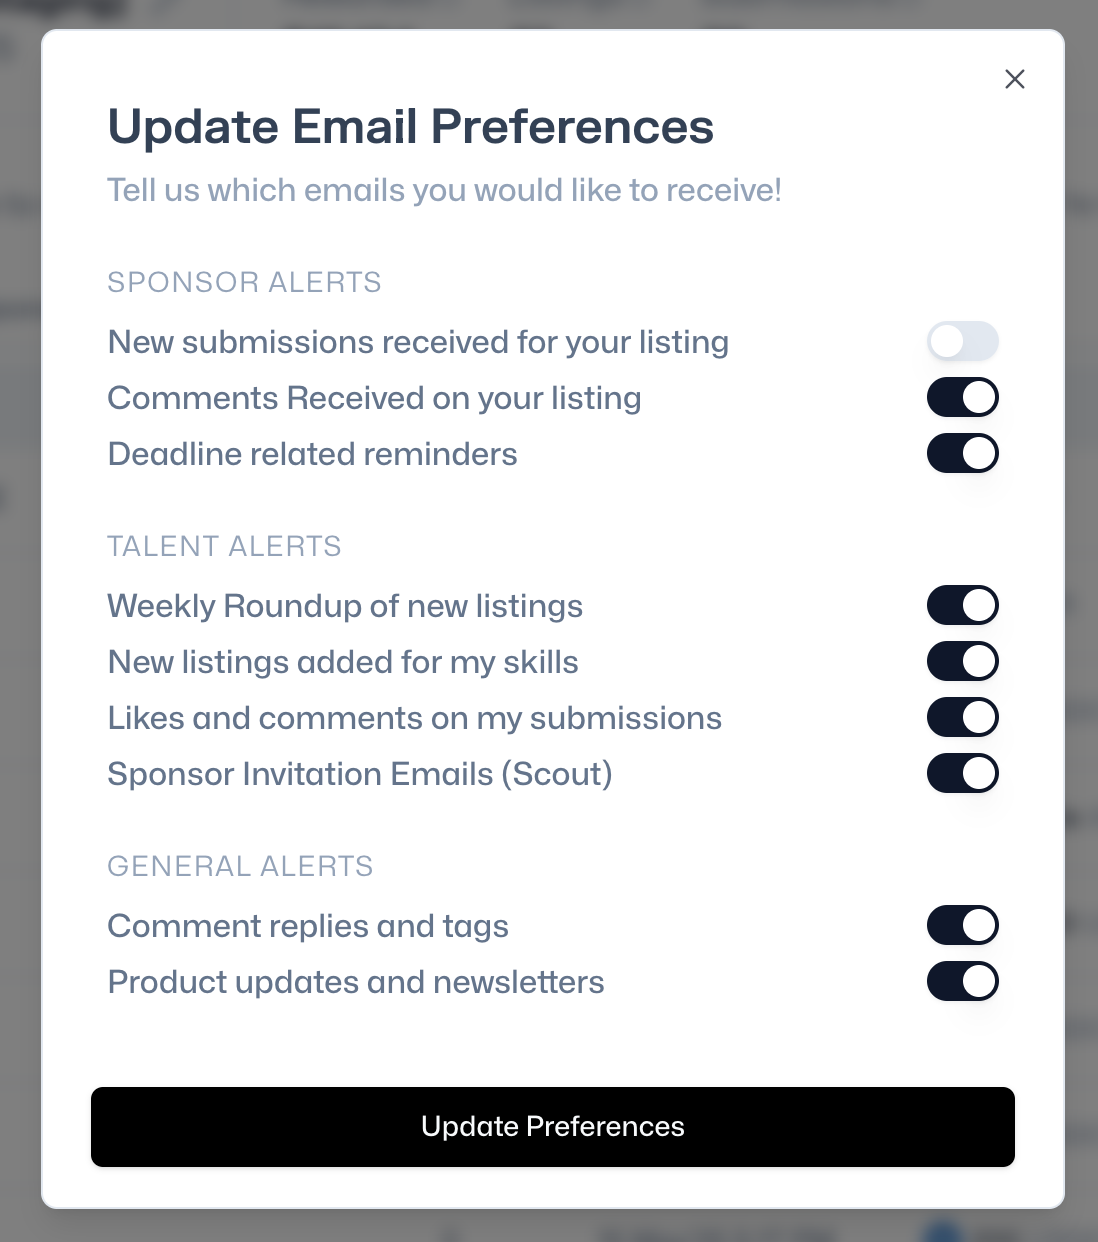 Update Email Preferences
Tell us which emails you would like to receive!
SPONSOR ALERTS
New submissions received for your listing
Comments Received on your listing
Deadline related reminders
TALENT ALERTS
Weekly Roundup of new listings
New listings added for my skills
Likes and comments on my submissions
Sponsor Invitation Emails (Scout)
GENERAL ALERTS
Comment replies and tags
Product updates and newsletters
Update Preferences